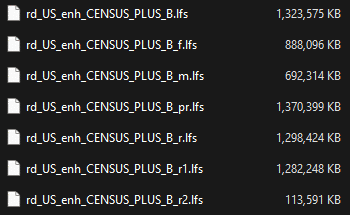 rd_US_enh_CENSUS_PLUS_B.lfs 1,323,575 KB
rd_US_enh_CENSUS_PLUS_B_f.lfs 888,096 KB
rd_US_enh_CENSUS_PLUS_B_m.lfs 692,314 KB
rd_US_enh_CENSUS_PLUS_B_pr.lfs 1,370,399 KB
rd_US_enh_CENSUS_PLUS_B_r.lfs 1,298,424 KB
rd_US_enh_CENSUS_PLUS_B_r1.lfs 1,282,248 KB
rd_US_enh_CENSUS_PLUS_B_r2.lfs 113,591 KB